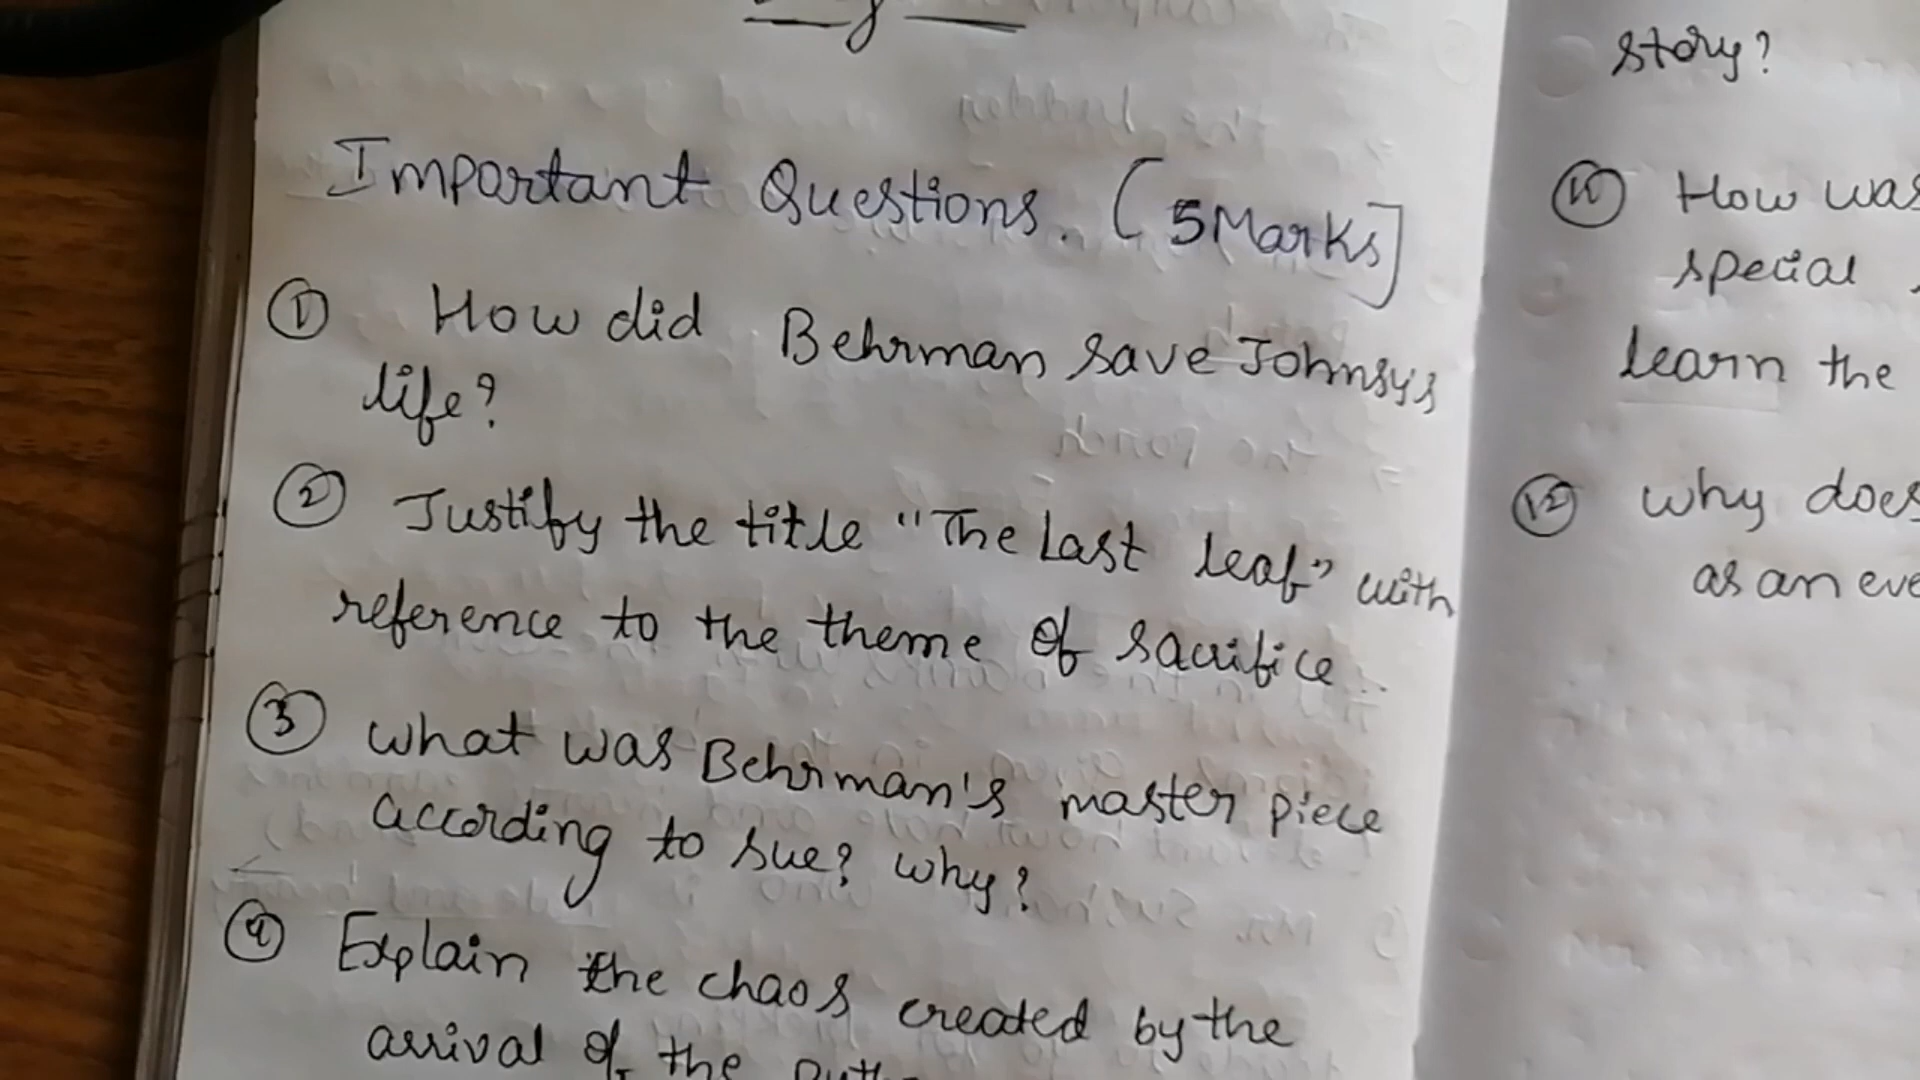 Important Questions. [5 Marks]
① How did Behrman save Johnsys
life?
② Justify the title "The Last leaf" with
reference to the theme of sacrifice.
③ What was Behrman's master piece
according to Sue? Why?
④ Explain the chaos created by the
arrival of the
story?
⑪ How was
special
learn the
⑫ Why does
as an eve